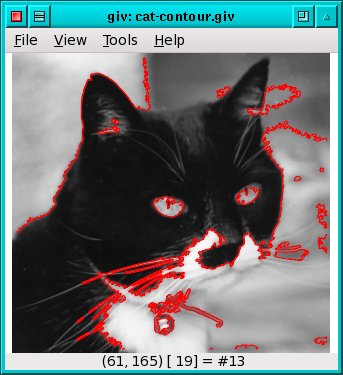 giv: cat-contour.giv
File View Tools Help
(61, 165) [ 19] = #13